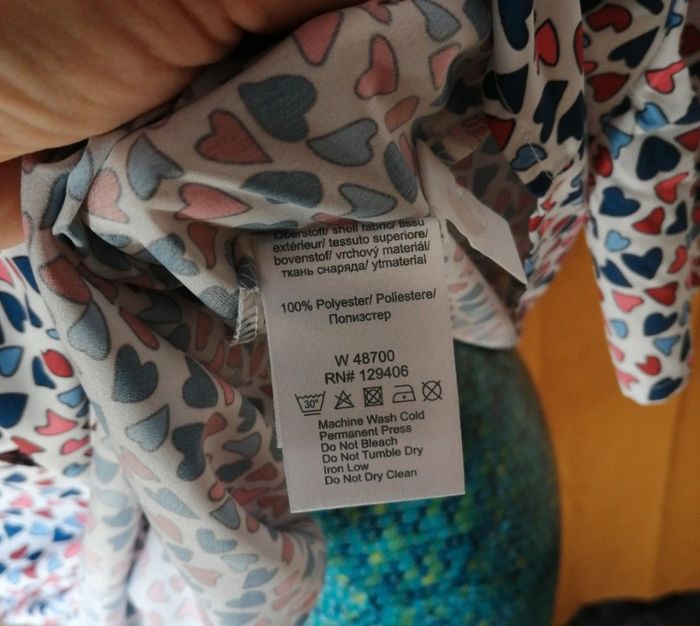 Oberstoff/ shell fabric/ tissu
extérieur/ tessuto superiore/
bovenstof/ vrchový materiál/
ткань снаряда/ ytmaterial
100% Polyester/ Poliestere/
Полиэстер
W 48700
RN# 129406
30°
Machine Wash Cold
Permanent Press
Do Not Bleach
Do Not Tumble Dry
Iron Low
Do Not Dry Clean